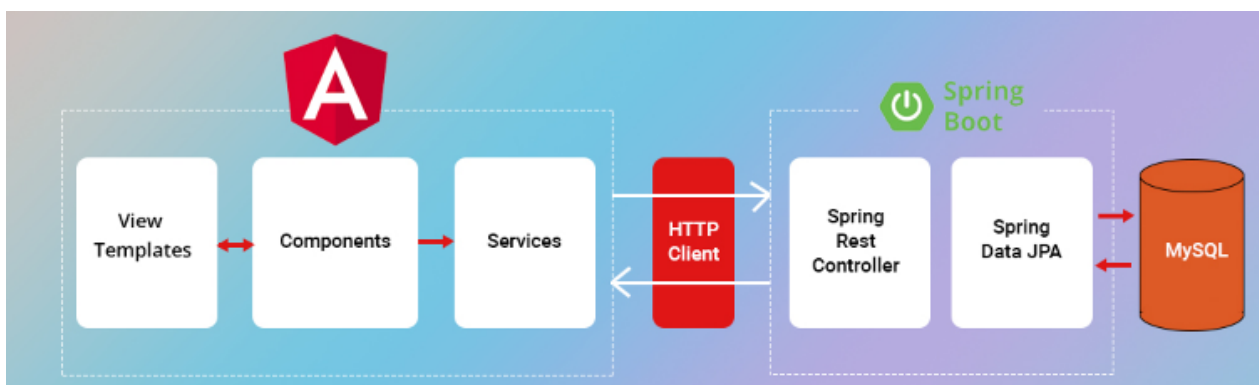 A
Spring
Boot
View
Templates
Components
Services
HTTP
Client
Spring
Rest
Controller
Spring
Data JPA
MySQL